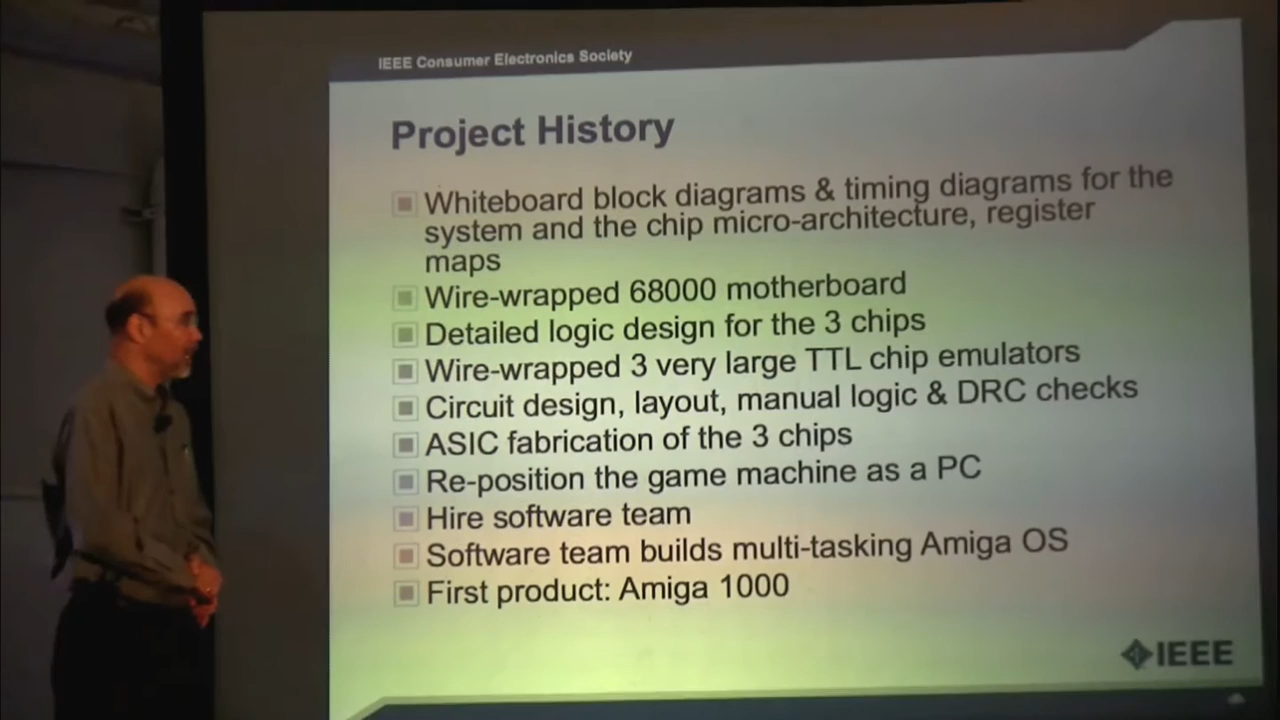 IEEE Consumer Electronics Society
Project History
Whiteboard block diagrams & timing diagrams for the
system and the chip micro-architecture, register
maps
Wire-wrapped 68000 motherboard
Detailed logic design for the 3 chips
Wire-wrapped 3 very large TTL chip emulators
Circuit design, layout, manual logic & DRC checks
ASIC fabrication of the 3 chips
Re-position the game machine as a PC
Hire software team
Software team builds multi-tasking Amiga OS
First product: Amiga 1000
IEEE